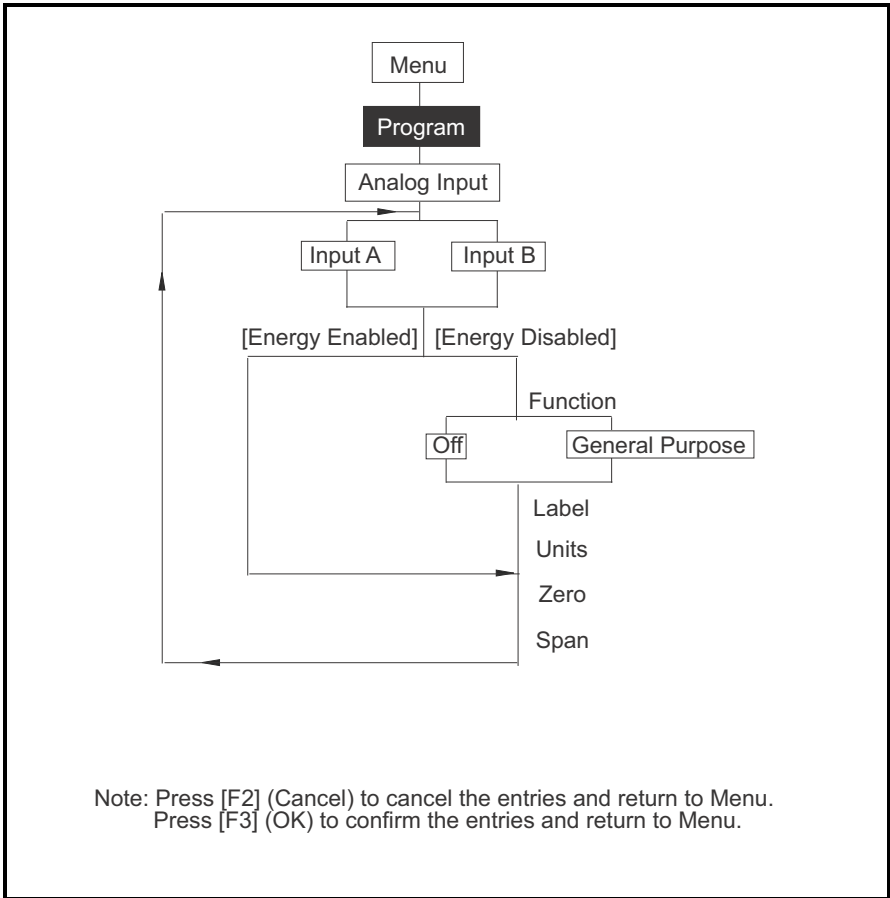 Menu
Program
Analog Input
Input A
Input B
[Energy Enabled] [Energy Disabled]
Function
Off
General Purpose
Label
Units
Zero
Span
Note: Press [F2] (Cancel) to cancel the entries and return to Menu.
Press [F3] (OK) to confirm the entries and return to Menu.